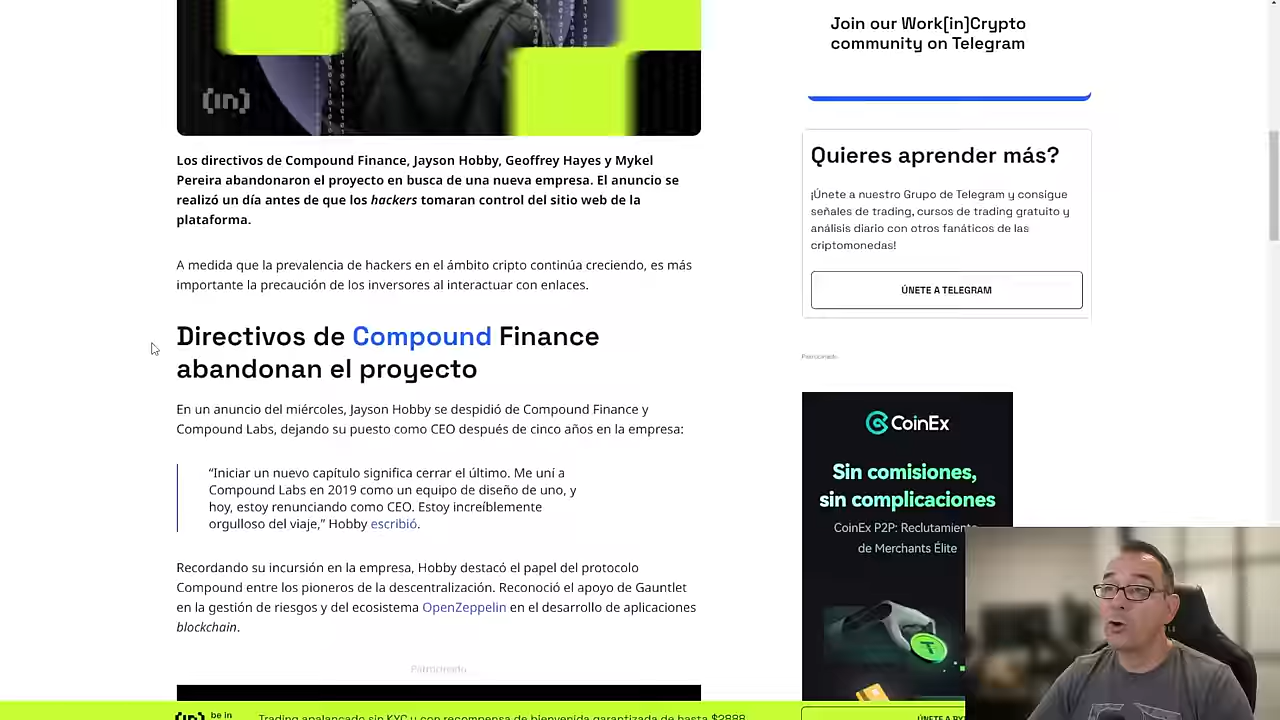 Join our Work[in]Crypto
community on Telegram
(in)
Los directivos de Compound Finance, Jayson Hobby, Geoffrey Hayes y Mykel
Pereira abandonaron el proyecto en busca de una nueva empresa. El anuncio se
realizó un día antes de que los hackers tomaran control del sitio web de la
plataforma.
A medida que la prevalencia de hackers en el ámbito cripto continúa creciendo, es más
importante la precaución de los inversores al interactuar con enlaces.
Directivos de Compound Finance
abandonan el proyecto
En un anuncio del miércoles, Jayson Hobby se despidió de Compound Finance y
Compound Labs, dejando su puesto como CEO después de cinco años en la empresa:
“Iniciar un nuevo capítulo significa cerrar el último. Me uní a
Compound Labs en 2019 como un equipo de diseño de uno, y
hoy, estoy renunciando como CEO. Estoy increíblemente
orgulloso del viaje,” Hobby escribió.
Recordando su incursión en la empresa, Hobby destacó el papel del protocolo
Compound entre los pioneros de la descentralización. Reconoció el apoyo de Gauntlet
en la gestión de riesgos y del ecosistema OpenZeppelin en el desarrollo de aplicaciones
blockchain.
Patrocinado
Quieres aprender más?
¡Únete a nuestro Grupo de Telegram y consigue
señales de trading, cursos de trading gratuito y
análisis diario con otros fanáticos de las
criptomonedas!
ÚNETE A TELEGRAM
Patrocinado
CoinEx
Sin comisiones,
sin complicaciones
CoinEx P2P: Reclutamiento
de Merchants Élite
(in) be in
Trading apalancado sin KYC y con recompensa de bienvenida garantizada de hasta $2888
ÚNETE A BY